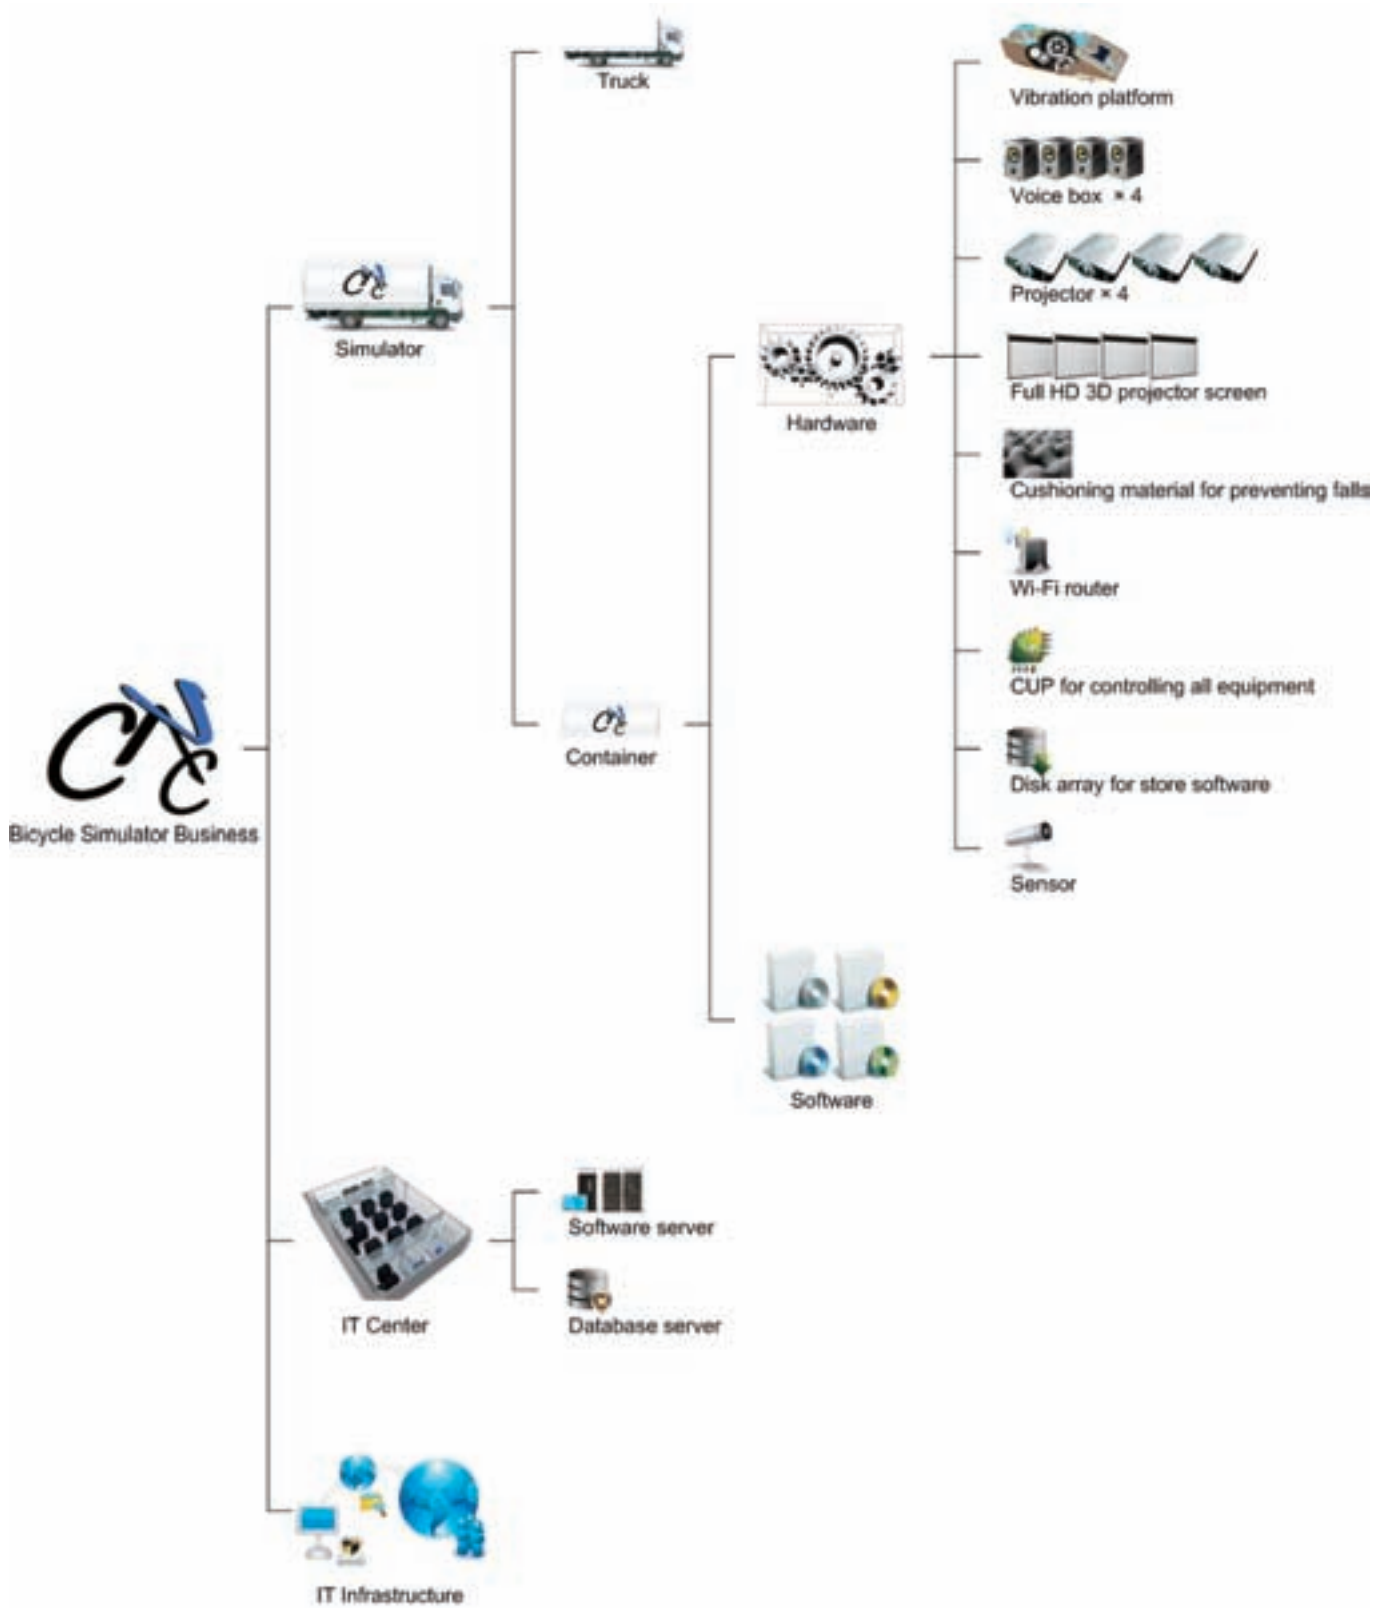 Truck
Vibration platform
Voice box × 4
Projector × 4
Simulator
Full HD 3D projector screen
Hardware
Cushioning material for preventing falls
Wi-Fi router
CUP for controlling all equipment
CNC
Container
Disk array for store software
Bicycle Simulator Business
Sensor
Software
Software server
IT Center
Database server
IT Infrastructure